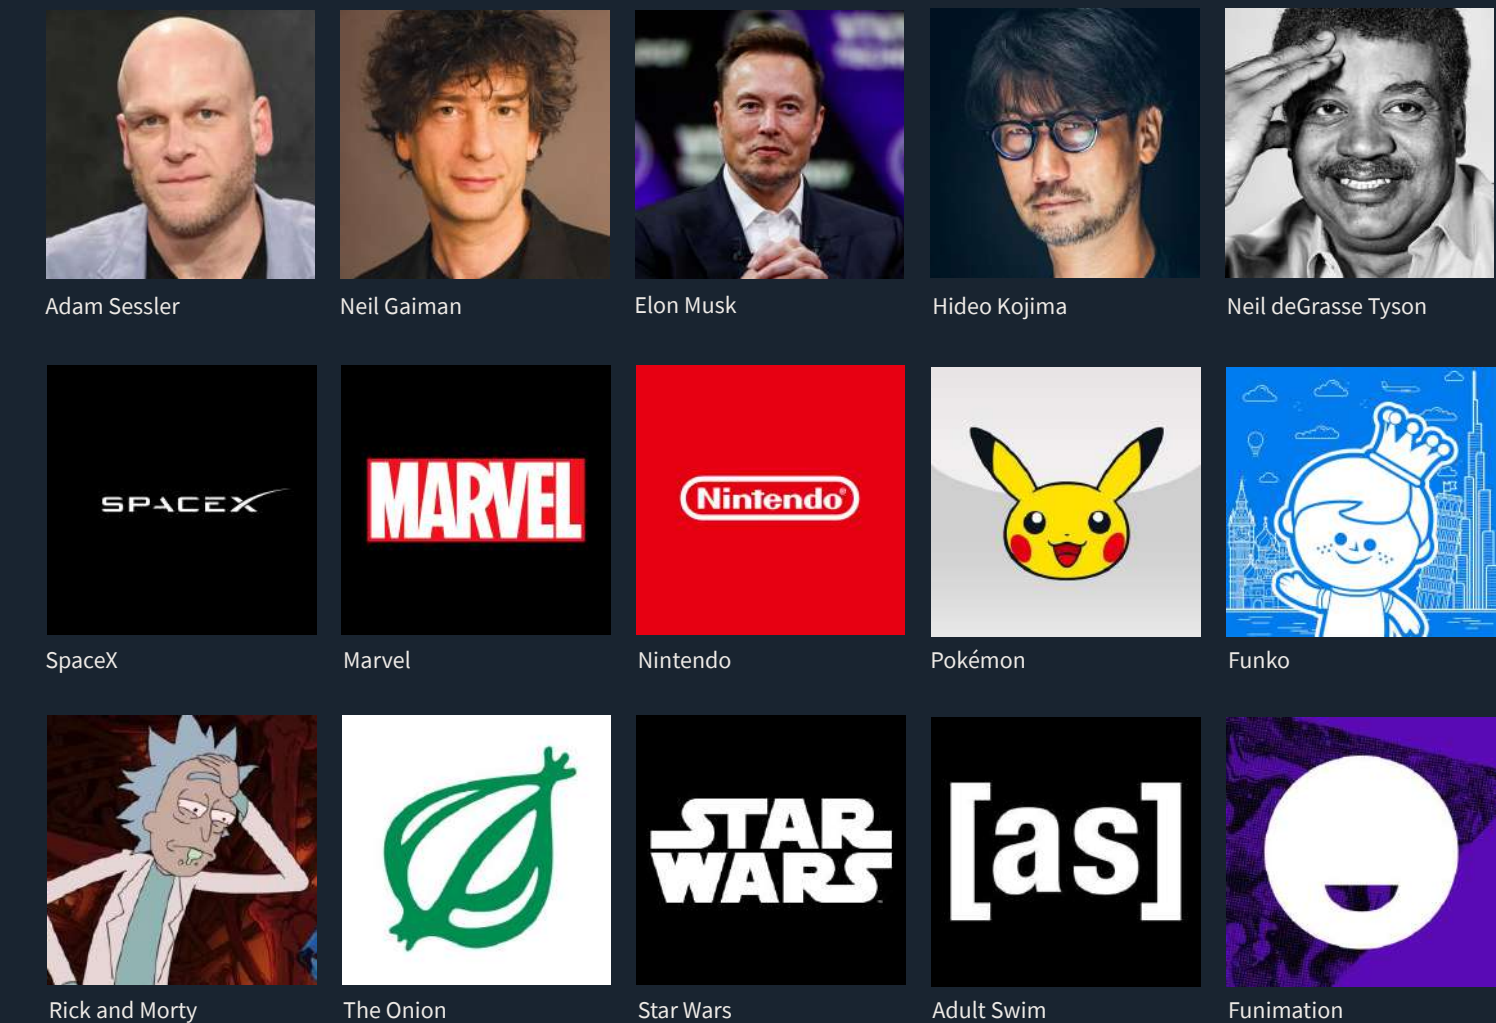 Adam Sessler
Neil Gaiman
Elon Musk
Hideo Kojima
Neil deGrasse Tyson
SPACEX
MARVEL
Nintendo®
SpaceX
Marvel
Nintendo
Pokémon
Funko
STAR
WARS
[as]
Rick and Morty
The Onion
Star Wars
Adult Swim
Funimation